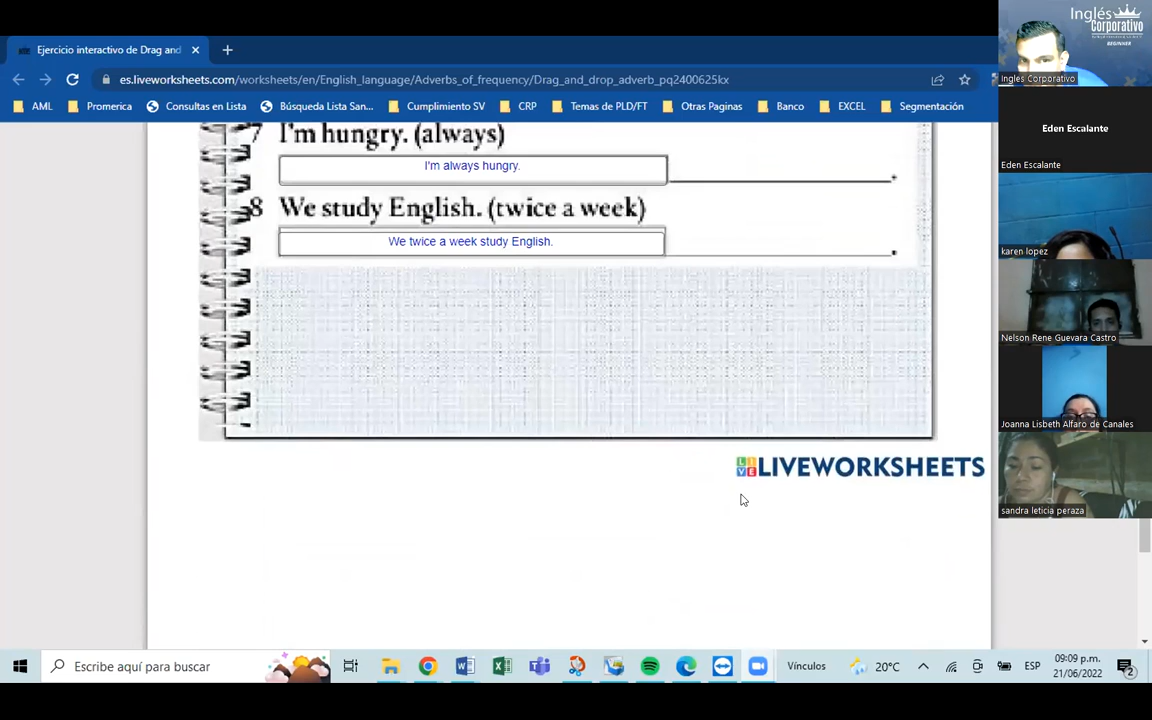 Ejercicio interactivo de Drag and
es.liveworksheets.com/worksheets/en/English_language/Adverbs_of_frequency/Drag_and_drop_adverb_pq2400625kx
AML
Promerica
Consultas en Lista
Búsqueda Lista San...
Cumplimiento SV
CRP
Temas de PLD/FT
Otras Paginas
Banco
EXCEL
Segmentación
7 I'm hungry. (always)
I'm always hungry.
8 We study English. (twice a week)
We twice a week study English.
LIVE LIVEWORKSHEETS
Inglés
Corporativo
BEGINNER
Ingles Corporativo
Eden Escalante
Eden Escalante
karen lopez
Nelson Rene Guevara Castro
Joanna Lisbeth Alfaro de Canales
sandra leticia peraza
Escribe aquí para buscar
Vínculos
20°C
ESP
09:09 p.m.
21/06/2022
2